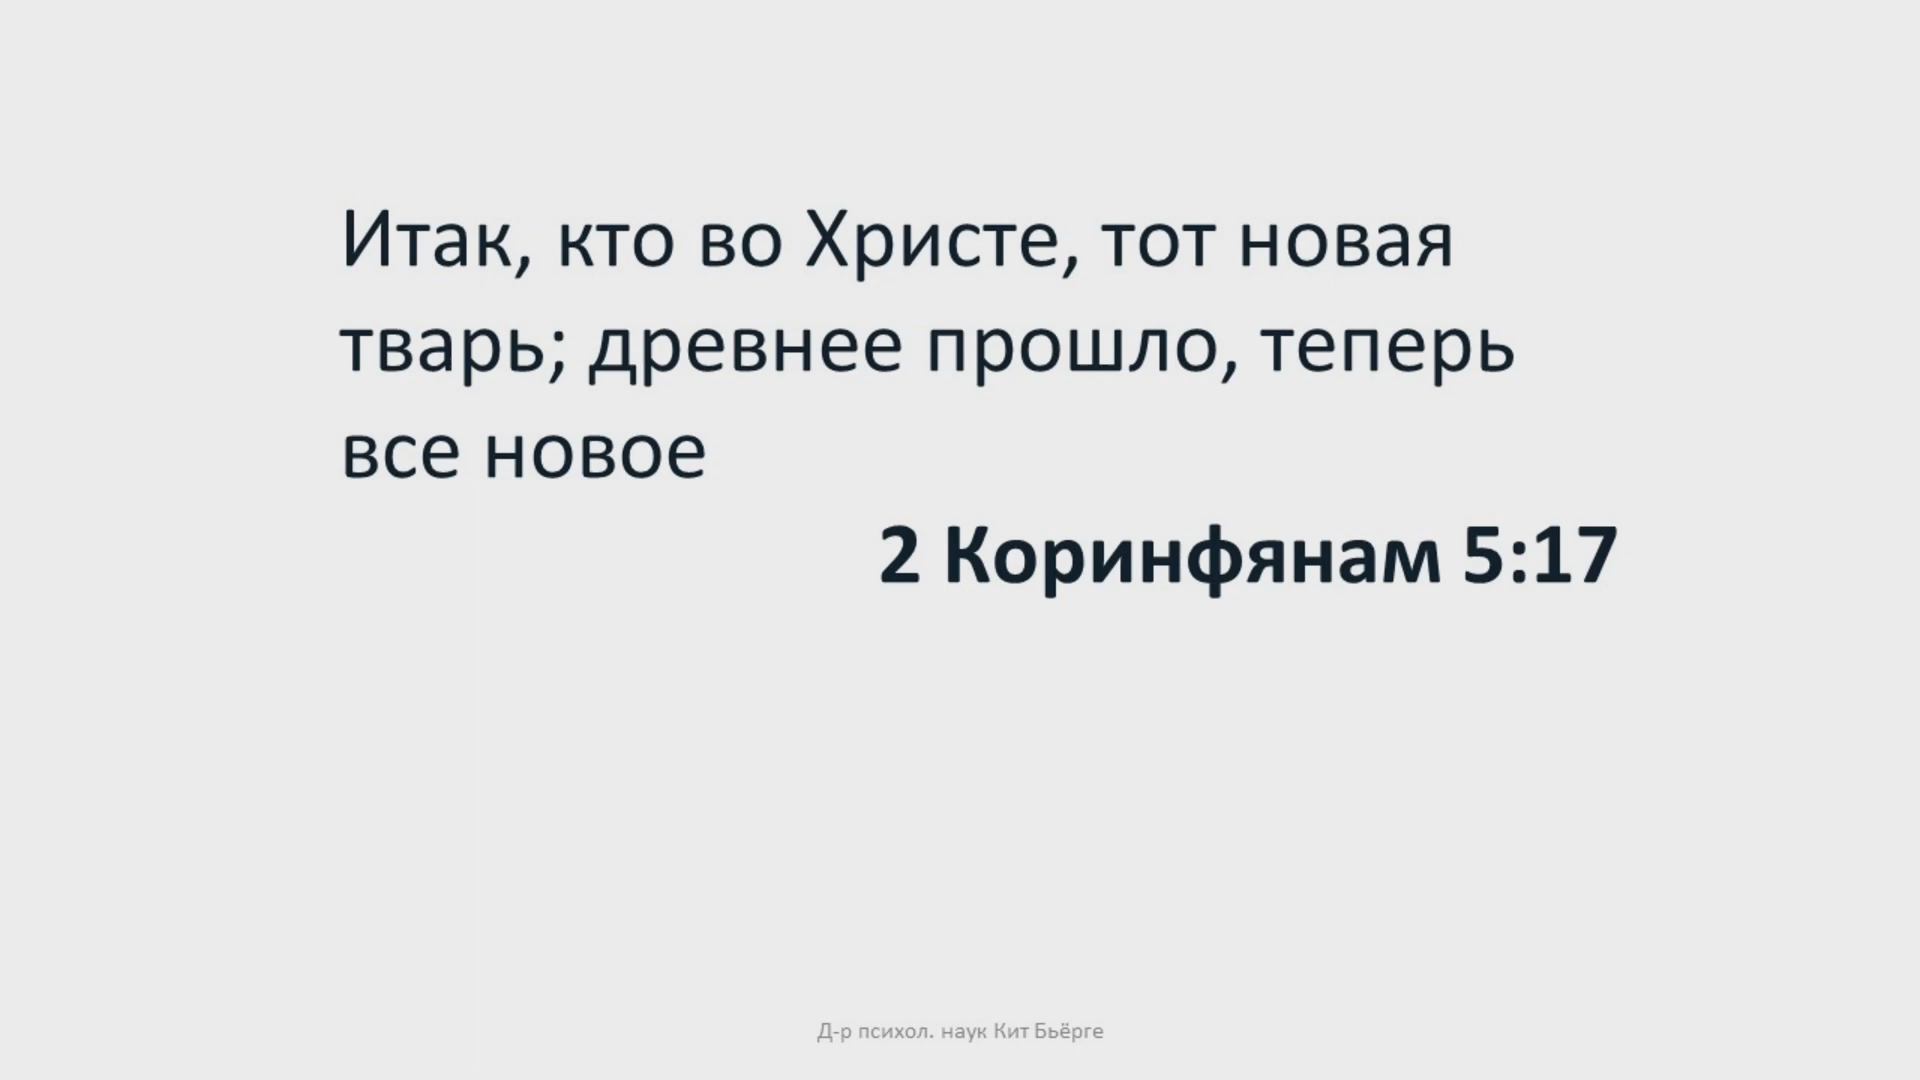 Итак, кто во Христе, тот новая
тварь; древнее прошло, теперь
все новое
2 Коринфянам 5:17
Д-р психол. наук Кит Бьёрге